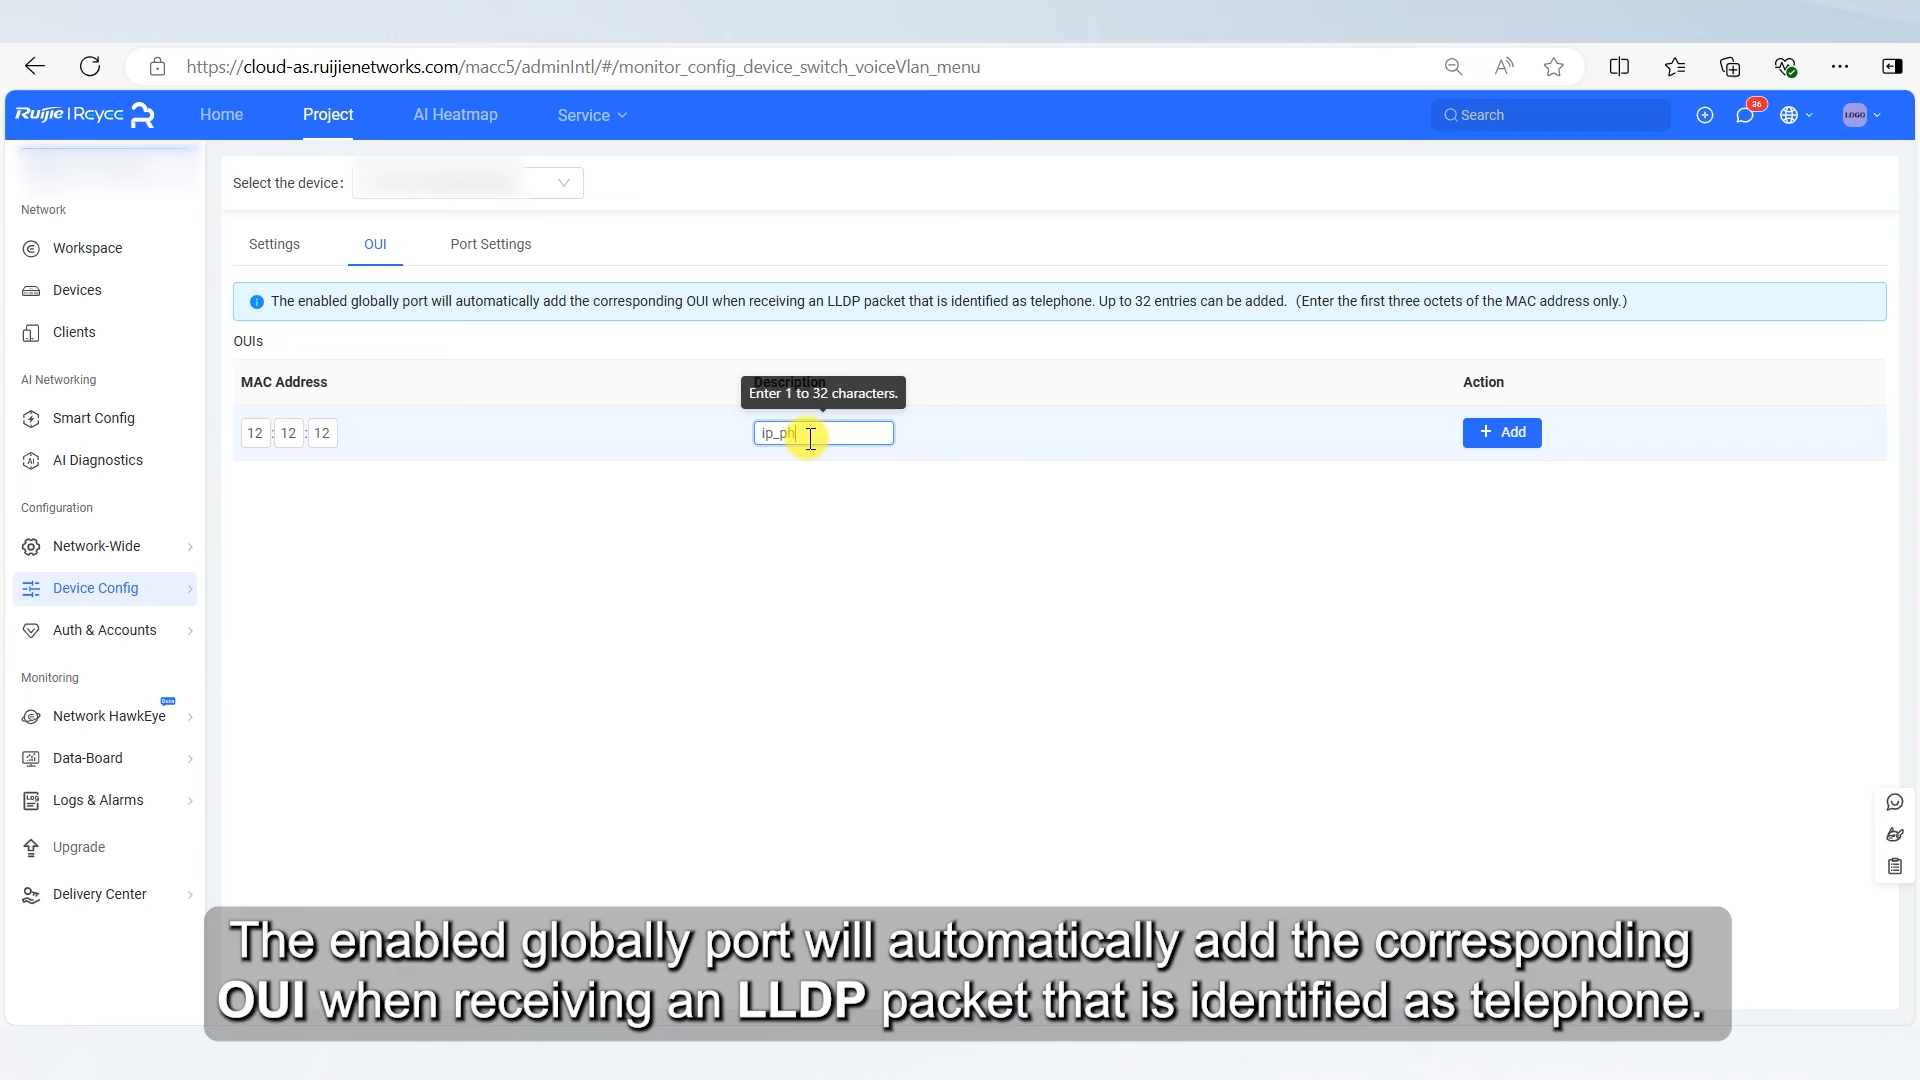 https://cloud-as.ruijienetworks.com/macc5/adminIntl/#/monitor_config_device_switch_voiceVlan_menu
Ruijie | Rcycc
Home
Project
AI Heatmap
Service
Search
36
LOGO
Select the device:
Network
Workspace
Devices
Clients
AI Networking
Smart Config
AI Diagnostics
Configuration
Network-Wide
Device Config
Auth & Accounts
Monitoring
Beta
Network HawkEye
Data-Board
Logs & Alarms
Upgrade
Delivery Center
Settings
OUI
Port Settings
The enabled globally port will automatically add the corresponding OUI when receiving an LLDP packet that is identified as telephone. Up to 32 entries can be added. (Enter the first three octets of the MAC address only.)
OUIs
MAC Address
Description
Action
Enter 1 to 32 characters.
12 : 12 : 12
ip_ph
+ Add
The enabled globally port will automatically add the corresponding
OUI when receiving an LLDP packet that is identified as telephone.